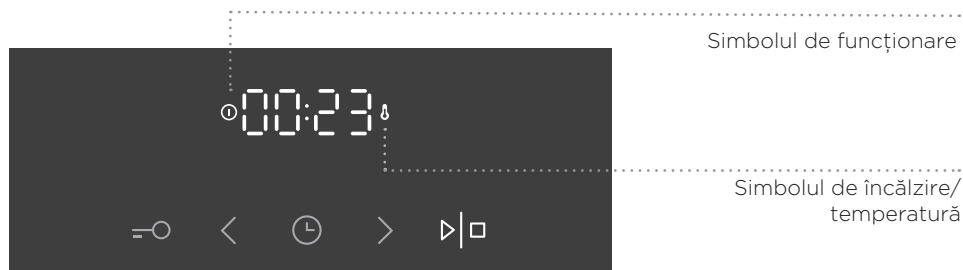 Simbolul de funcționare
00:23
Simbolul de încălzire/
temperatură